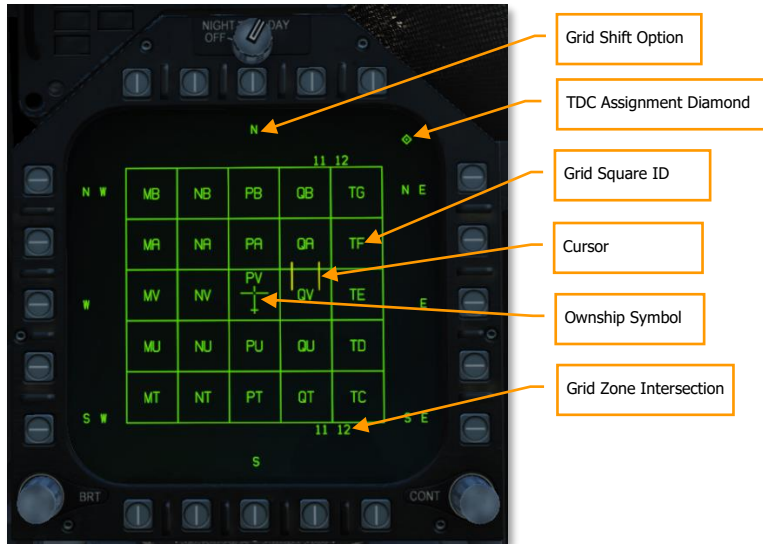 NIGHT DAY
OFF
Grid Shift Option
TDC Assignment Diamond
Grid Square ID
Cursor
Ownship Symbol
Grid Zone Intersection
N
11 12
N W MB NB PB QB TG N E
MA NA PA QA TF
W MV NV PV QV TE E
MU NU PU QU TD
S W MT NT PT QT TC S E
11 12
S
BRT CONT